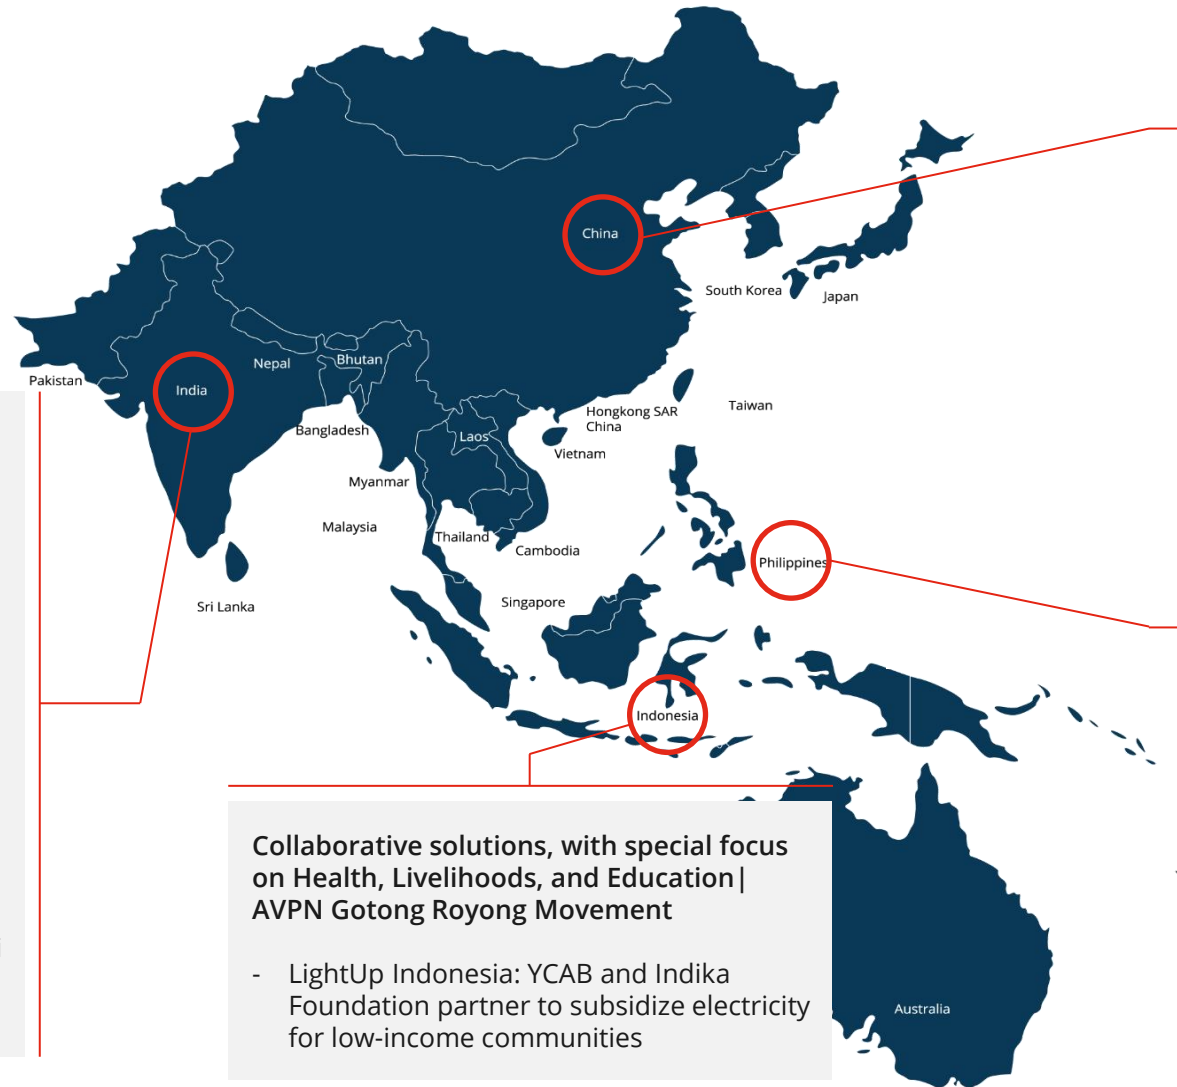 China
South Korea
Japan
Nepal
Bhutan
Pakistan
India
Taiwan
Hongkong SAR
China
Bangladesh
Laos
Vietnam
Myanmar
Malaysia
Thailand
Cambodia
Philippines
Singapore
Sri Lanka
Indonesia
Collaborative solutions, with special focus
on Health, Livelihoods, and Education|
AVPN Gotong Royong Movement
- LightUp Indonesia: YCAB and Indika
Foundation partner to subsidize electricity
for low-income communities
Australia